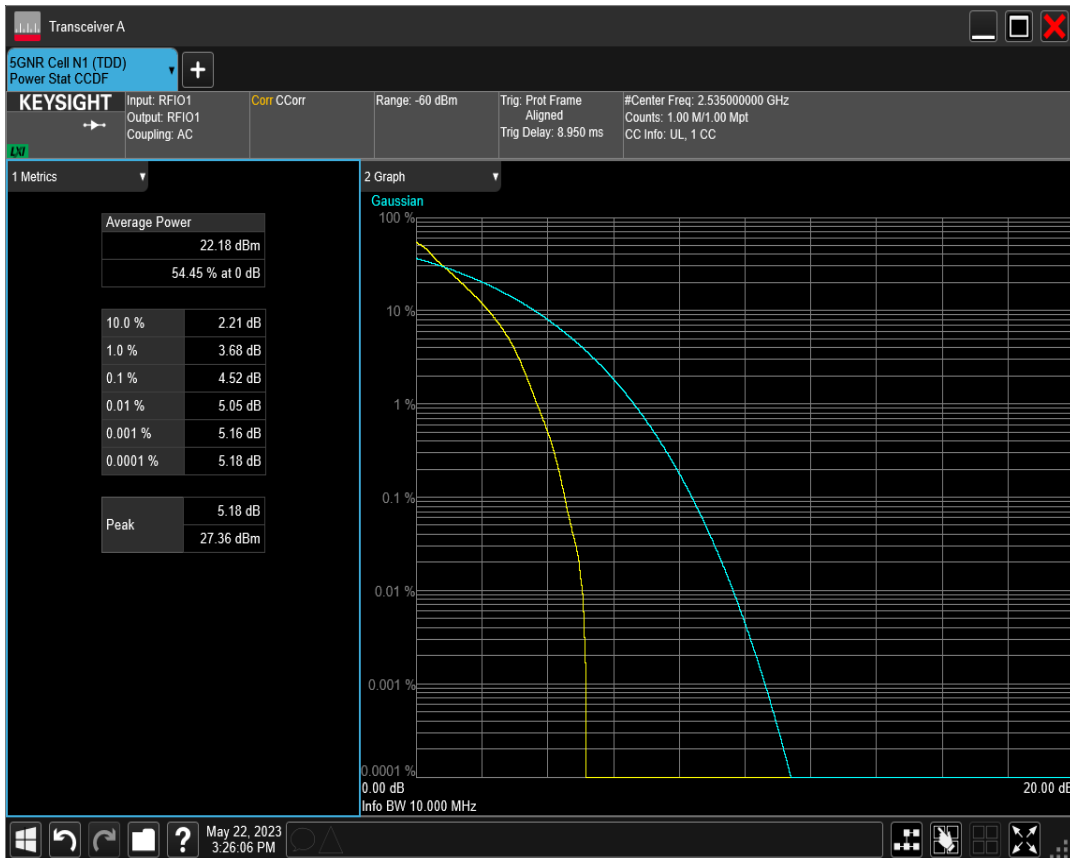 Transceiver A
5GNR Cell N1 (TDD)
Power Stat CCDF
KEYSIGHT
LXI
Input: RFIO1
Output: RFIO1
Coupling: AC
Corr CCorr
Range: -60 dBm
Trig: Prot Frame
Aligned
Trig Delay: 8.950 ms
#Center Freq: 2.535000000 GHz
Counts: 1.00 M/1.00 Mpt
CC Info: UL, 1 CC
1 Metrics
Average Power
22.18 dBm
54.45 % at 0 dB
10.0 % 2.21 dB
1.0 % 3.68 dB
0.1 % 4.52 dB
0.01 % 5.05 dB
0.001 % 5.16 dB
0.0001 % 5.18 dB
Peak 5.18 dB
27.36 dBm
2 Graph
Gaussian
100 %
10 %
1 %
0.1 %
0.01 %
0.001 %
0.0001 %
0.00 dB 20.00 dB
Info BW 10.000 MHz
May 22, 2023
3:26:06 PM